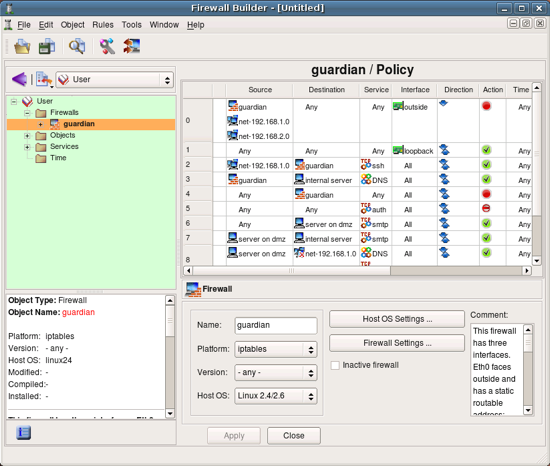 Firewall Builder - [Untitled]
File Edit Object Rules Tools Window Help
User
User
Firewalls
guardian
Objects
Services
Time
Object Type: Firewall
Object Name: guardian
Platform: iptables
Version: - any -
Host OS: linux24
Modified: -
Compiled:-
Installed: -
guardian / Policy
Source Destination Service Interface Direction Action Time
0 guardian Any Any outside Any
net-192.168.1.0
net-192.168.2.0
1 Any Any Any loopback Any
2 net-192.168.1.0 guardian ssh All Any
3 guardian internal server DNS All Any
4 Any guardian Any All Any
5 Any Any auth All Any
6 Any server on dmz smtp All Any
7 server on dmz internal server smtp All Any
8 server on dmz net-192.168.1.0 DNS All Any
Firewall
Name: guardian
Platform: iptables
Version: - any -
Host OS: Linux 2.4/2.6
Host OS Settings ...
Firewall Settings ...
Inactive firewall
Comment:
This firewall
has three
interfaces.
Eth0 faces
outside and
has a static
routable
address;
Apply Close